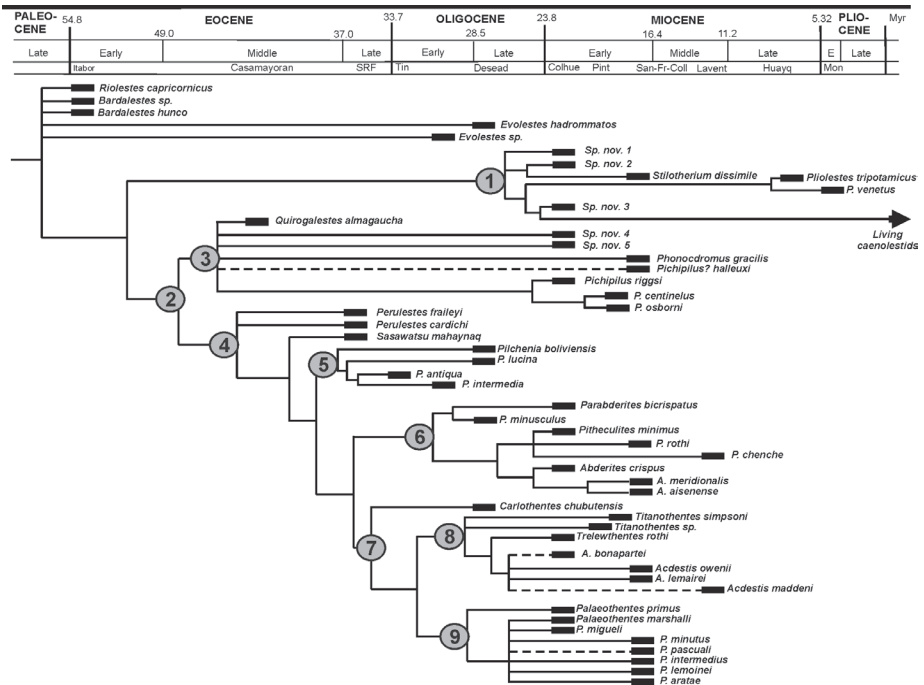 PALEO-
CENE
54.8
EOCENE
33.7
OLIGOCENE
23.8
MIOCENE
5.32
PLIO-
CENE
Myr
49.0
37.0
28.5
16.4
11.2
Late
Early
Middle
Late
Early
Late
Early
Middle
Late
E
Late
Itabor
Casamayoran
SRF
Tin
Desead
Colhue
Pint
San-Fr-Coll
Lavent
Huayq
Mon
Riolestes capricornicus
Bardalestes sp.
Bardalestes hunco
Evolestes hadrommatos
Evolestes sp.
Sp. nov. 1
Sp. nov. 2
Stilotherium dissimile
Pliolestes tripotamicus
P. venetus
1
Sp. nov. 3
Living
caenolestids
Quirogalestes almagaucha
Sp. nov. 4
Sp. nov. 5
3
Phonocdromus gracilis
Pichipilus? halleuxi
Pichipilus riggsi
2
P. centinelus
P. osborni
Perulestes fraileyi
Perulestes cardichi
Sasawatsu mahaynaq
4
Pilchenia boliviensis
P. lucina
5
P. antiqua
P. intermedia
Parabderites bicrispatus
P. minusculus
Pitheculites minimus
6
P. rothi
P. chenche
Abderites crispus
A. meridionalis
A. aisenense
Carlothentes chubutensis
Titanothentes simpsoni
Titanothentes sp.
8
Trelewthentes rothi
7
A. bonapartei
Acdestis owenii
A. lemairei
Acdestis maddeni
Palaeothentes primus
Palaeothentes marshalli
P. migueli
9
P. minutus
P. pascuali
P. intermedius
P. lemoinei
P. aratae